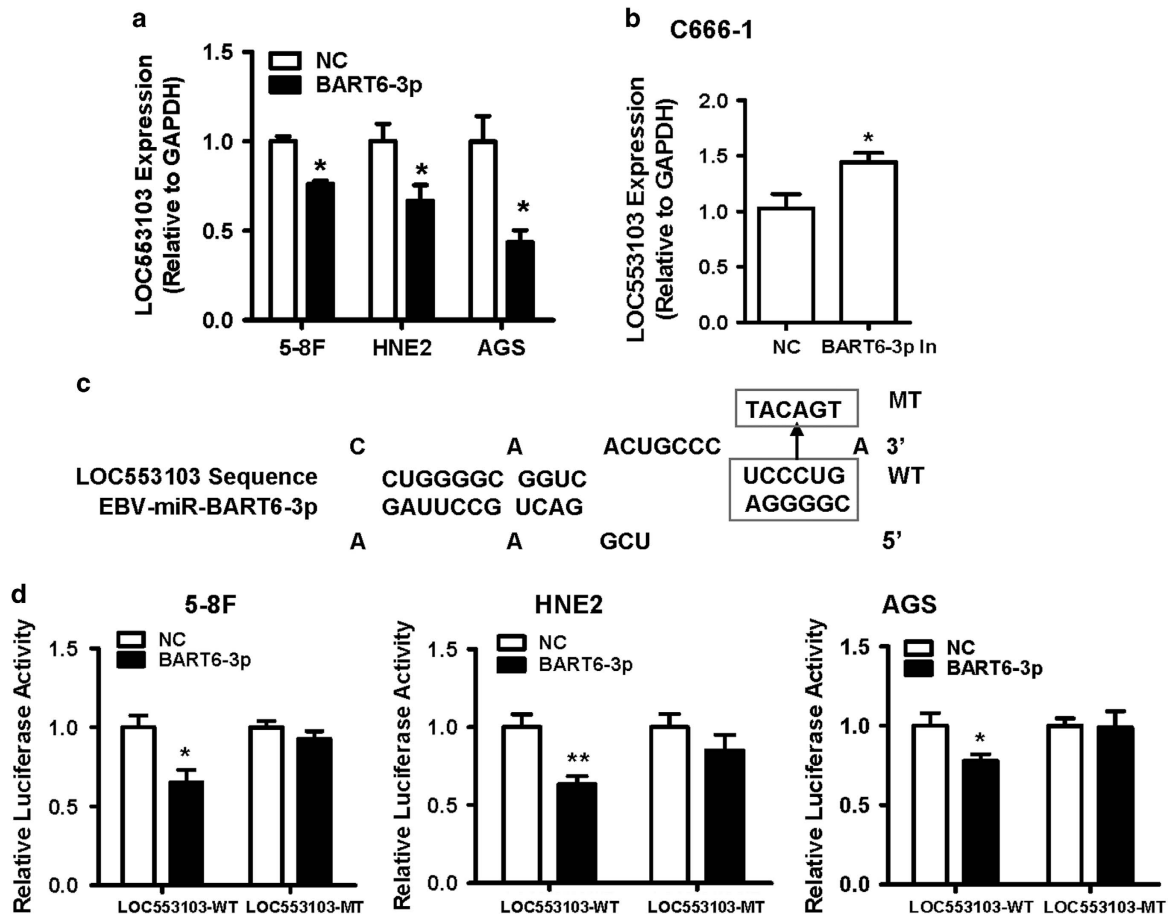 a
LOC553103 Expression
(Relative to GAPDH)
1.5
1.0
0.5
0.0
NC
BART6-3p
*
*
*
5-8F HNE2 AGS
b
C666-1
LOC553103 Expression
(Relative to GAPDH)
2.0
1.5
1.0
0.5
0.0
*
NC BART6-3p In
c
TACAGT MT
C A ACUGCCC A 3’
LOC553103 Sequence CUGGGGC GGUC UCCCUG WT
EBV-miR-BART6-3p GAUUCCG UCAG AGGGGC
A A GCU 5’
d
5-8F
Relative Luciferase Activity
1.5
1.0
0.5
0.0
NC
BART6-3p
*
LOC553103-WT LOC553103-MT
HNE2
Relative Luciferase Activity
1.5
1.0
0.5
0.0
NC
BART6-3p
**
LOC553103-WT LOC553103-MT
AGS
Relative Luciferase Activity
1.5
1.0
0.5
0.0
NC
BART6-3p
*
LOC553103-WT LOC553103-MT